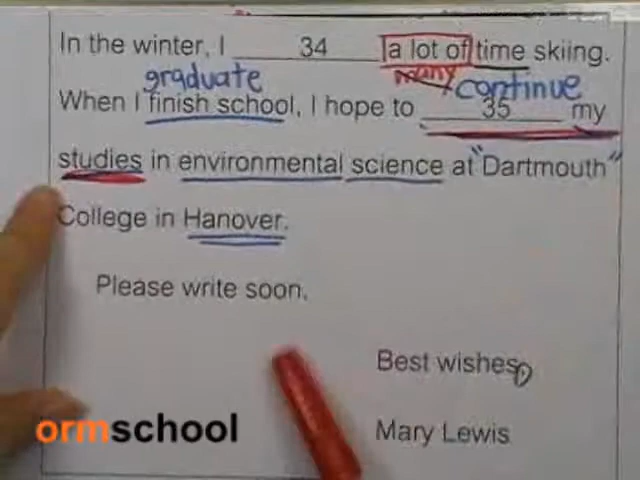 In the winter, I 34 a lot of time skiing.
graduate many continue
When I finish school, I hope to 35 my
studies in environmental science at "Dartmouth"
College in Hanover.
Please write soon.
Best wishes,
Mary Lewis
ormschool